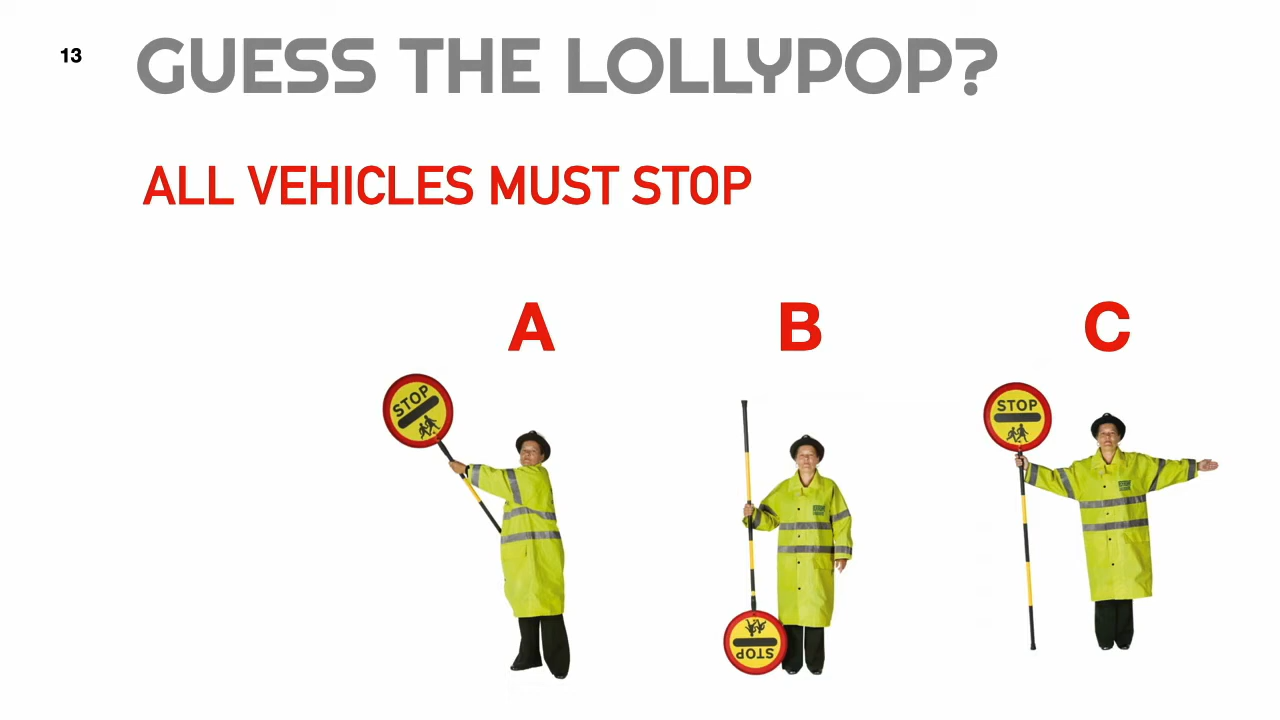 13
GUESS THE LOLLYPOP?
ALL VEHICLES MUST STOP
A
B
C
STOP
STOP
STOP